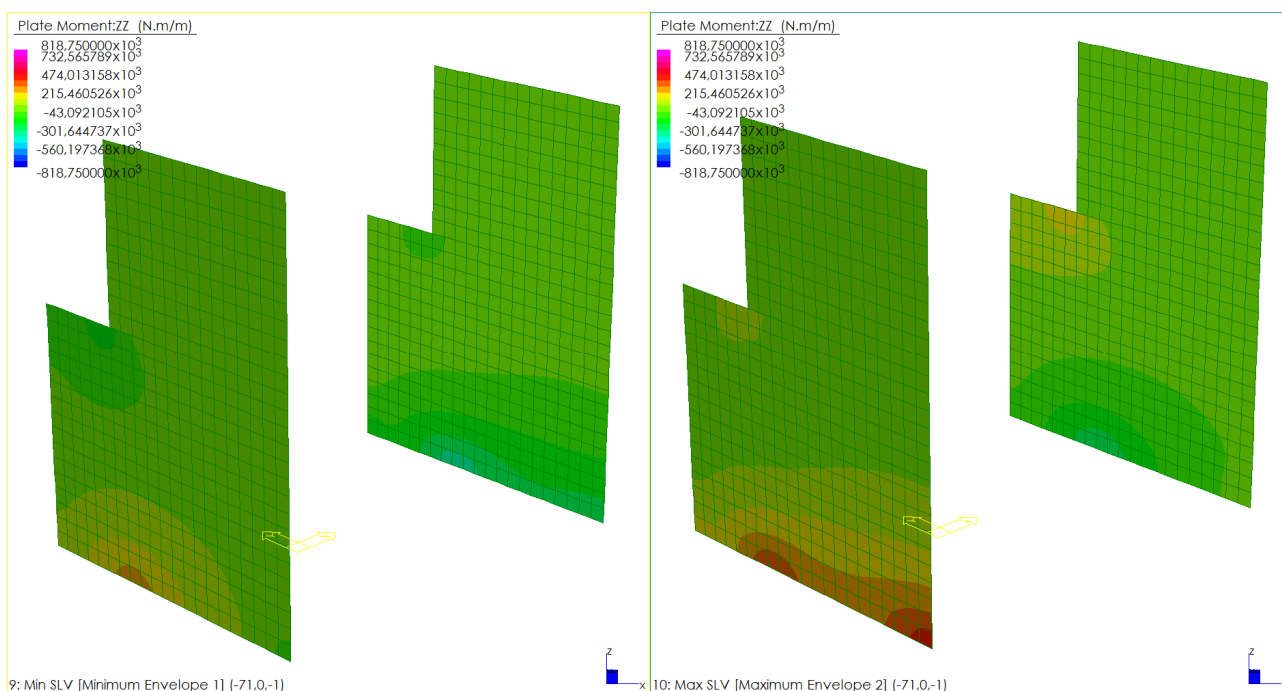 Plate Moment:ZZ (N.m/m)
818,750000x10³
732,565789x10³
474,013158x10³
215,460526x10³
-43,092105x10³
-301,644737x10³
-560,197368x10³
-818,750000x10³
z
x
9: Min SLV [Minimum Envelope 1] (-71,0,-1)
Plate Moment:ZZ (N.m/m)
818,750000x10³
732,565789x10³
474,013158x10³
215,460526x10³
-43,092105x10³
-301,644737x10³
-560,197368x10³
-818,750000x10³
z
10: Max SLV [Maximum Envelope 2] (-71,0,-1)